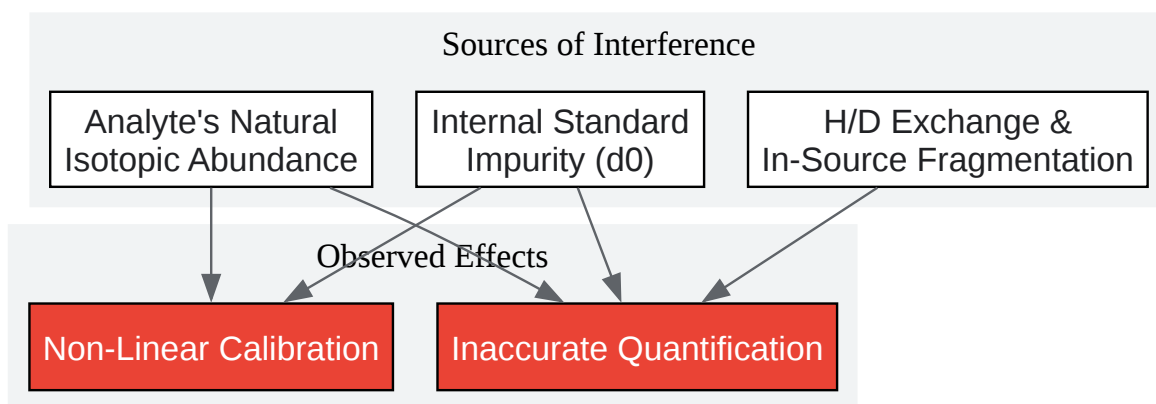 Sources of Interference
Analyte's Natural
Isotopic Abundance
Internal Standard
Impurity (d0)
H/D Exchange &
In-Source Fragmentation
Observed Effects
Non-Linear Calibration
Inaccurate Quantification